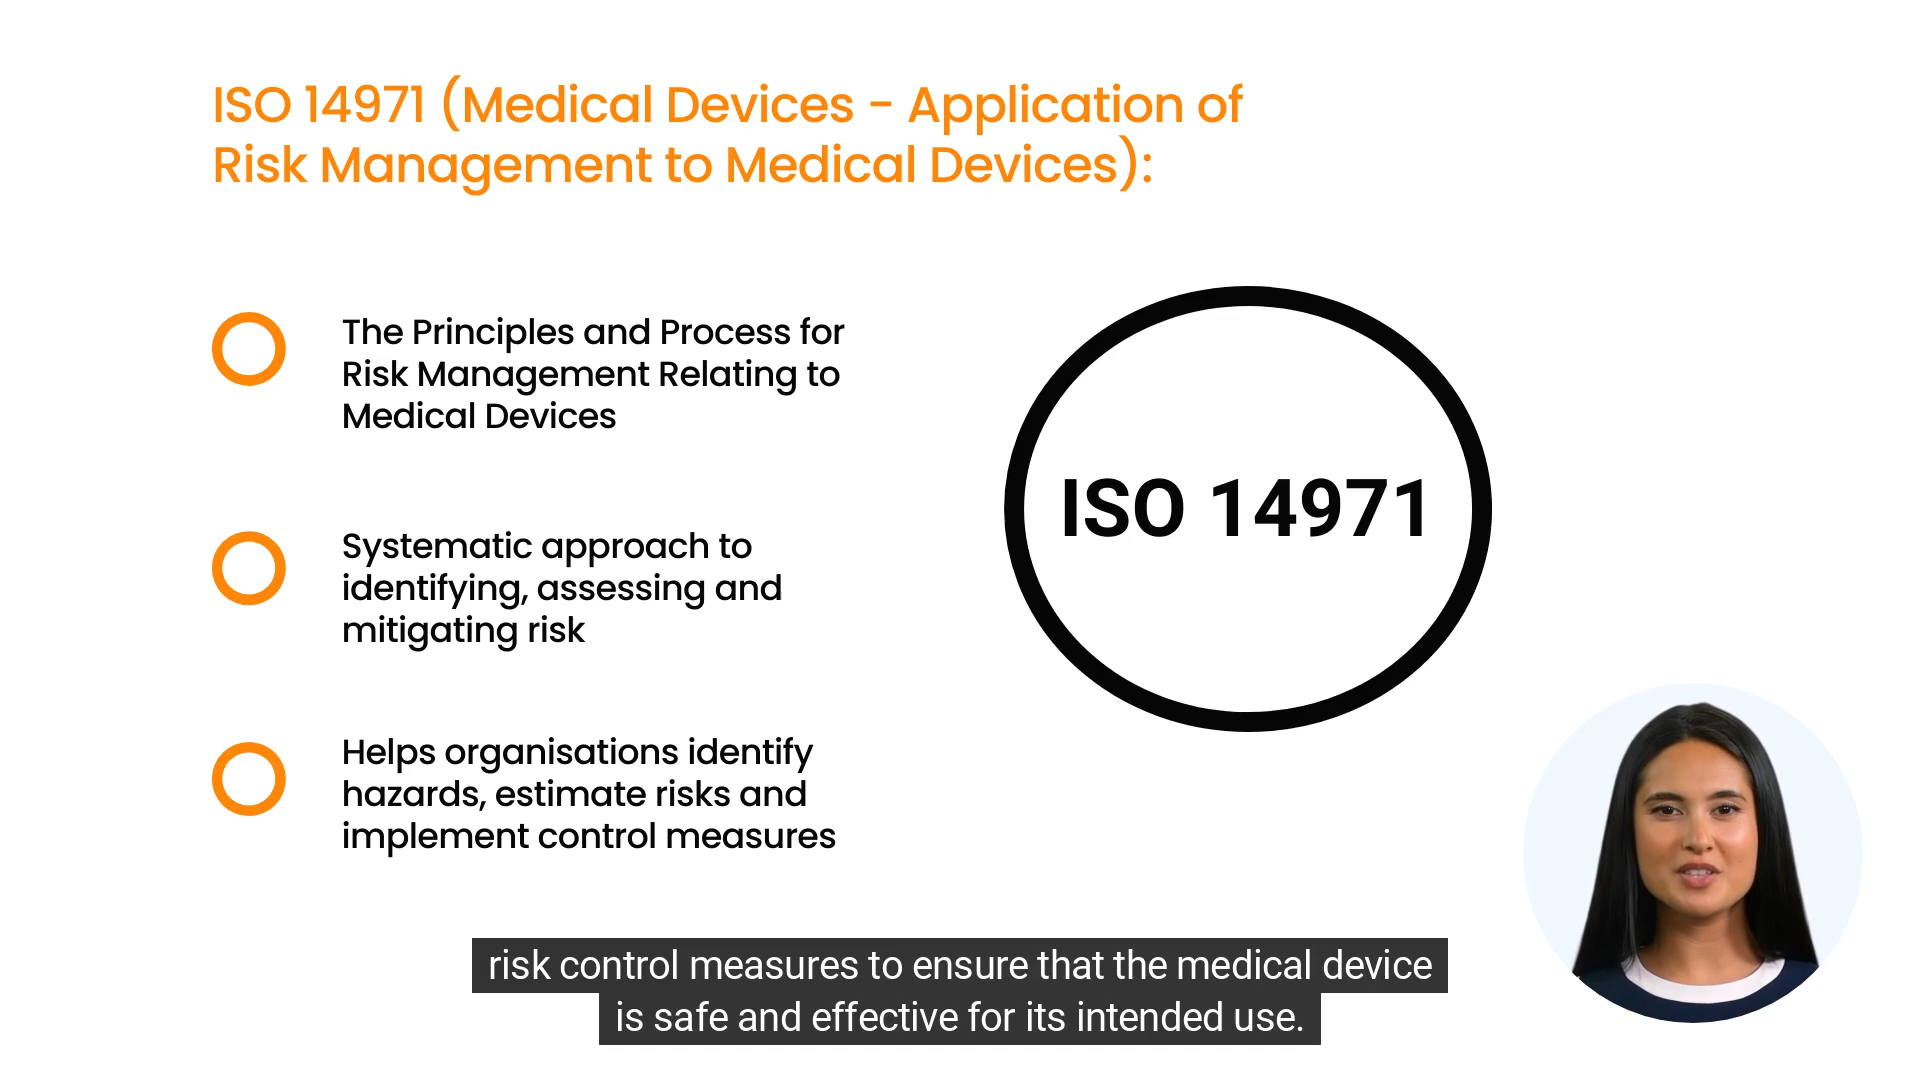 ISO 14971 (Medical Devices - Application of
Risk Management to Medical Devices):
The Principles and Process for
Risk Management Relating to
Medical Devices
Systematic approach to
identifying, assessing and
mitigating risk
Helps organisations identify
hazards, estimate risks and
implement control measures
ISO 14971
risk control measures to ensure that the medical device
is safe and effective for its intended use.